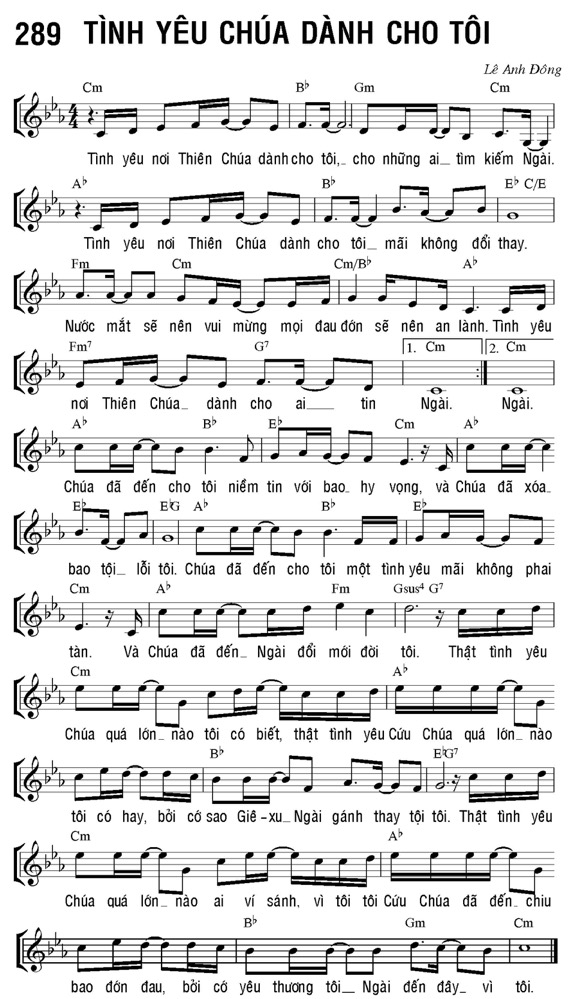 289 TÌNH YÊU CHÚA DÀNH CHO TÔI
Lê Anh Đông
Cm B♭ Gm Cm
Tình yêu nơi Thiên Chúa dành cho tôi, cho những ai tìm kiếm Ngài.
A♭ B♭ E♭ C/E
Tình yêu nơi Thiên Chúa dành cho tôi mãi không đổi thay.
Fm Cm Cm/B♭ A♭
Nước mắt sẽ nên vui mừng mọi đau đớn sẽ nên an lành. Tình yêu
Fm7 G7 1. Cm 2. Cm
nơi Thiên Chúa dành cho ai tin Ngài. Ngài.
A♭ B♭ E♭ Cm A♭
Chúa đã đến cho tôi niềm tin với bao hy vọng, và Chúa đã xóa
E♭ E♭G A♭ B♭
bao tội lỗi tôi. Chúa đã đến cho tôi một tình yêu mãi không phai
Cm A♭ Fm Gsus4 G7
tàn. Và Chúa đã đến Ngài đổi mới đời tôi. Thật tình yêu
Cm A♭
Chúa quá lớn nào tôi có biết, thật tình yêu Cứu Chúa quá lớn nào
B♭ E♭G7
tôi có hay, bởi cớ sao Giê-xu Ngài gánh thay tội tôi. Thật tình yêu
Cm A♭
Chúa quá lớn nào ai ví sánh, vì tôi tôi Cứu Chúa đã đến chiu
B♭ Gm Cm
bao đớn đau, bởi cớ yêu thương tôi Ngài đến đây vì tôi.